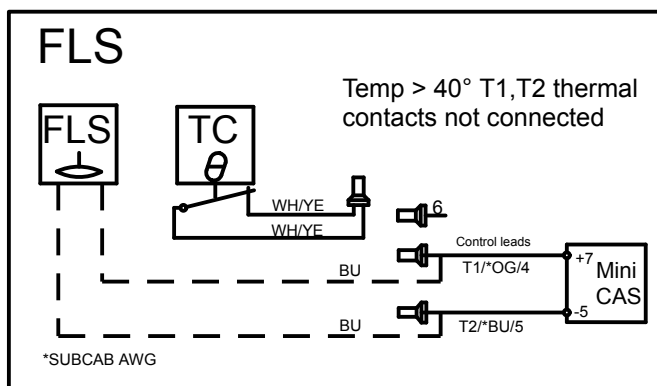 FLS
FLS
TC
Temp > 40° T1,T2 thermal
contacts not connected
WH/YE
WH/YE
6
Control leads
BU
T1/*OG/4
+7
Mini
CAS
BU
T2/*BU/5
-5
*SUBCAB AWG